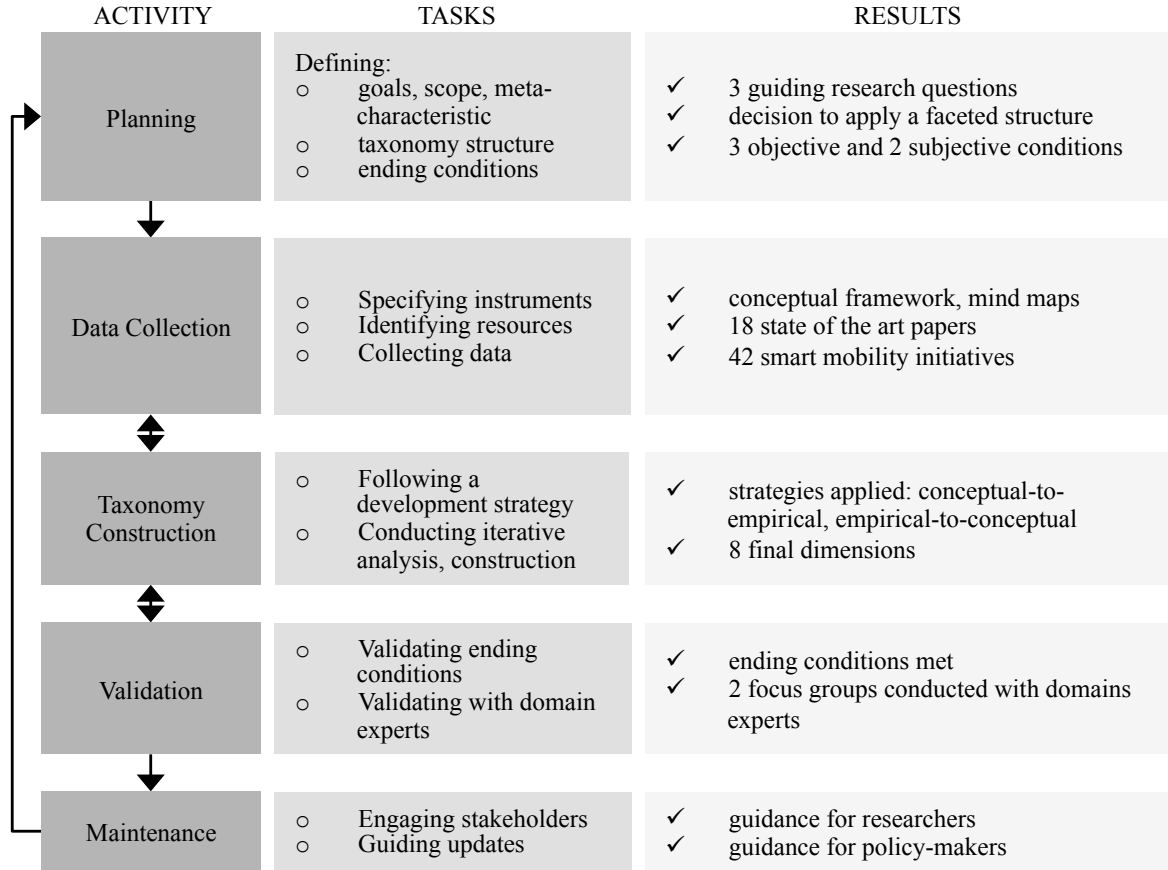 ACTIVITY TASKS RESULTS
Planning
Defining:
o goals, scope, meta-
characteristic
o taxonomy structure
o ending conditions
✓ 3 guiding research questions
✓ decision to apply a faceted structure
✓ 3 objective and 2 subjective conditions
Data Collection
o Specifying instruments
o Identifying resources
o Collecting data
✓ conceptual framework, mind maps
✓ 18 state of the art papers
✓ 42 smart mobility initiatives
Taxonomy
Construction
o Following a
development strategy
o Conducting iterative
analysis, construction
✓ strategies applied: conceptual-to-
empirical, empirical-to-conceptual
✓ 8 final dimensions
Validation
o Validating ending
conditions
o Validating with domain
experts
✓ ending conditions met
✓ 2 focus groups conducted with domains
experts
Maintenance
o Engaging stakeholders
o Guiding updates
✓ guidance for researchers
✓ guidance for policy-makers